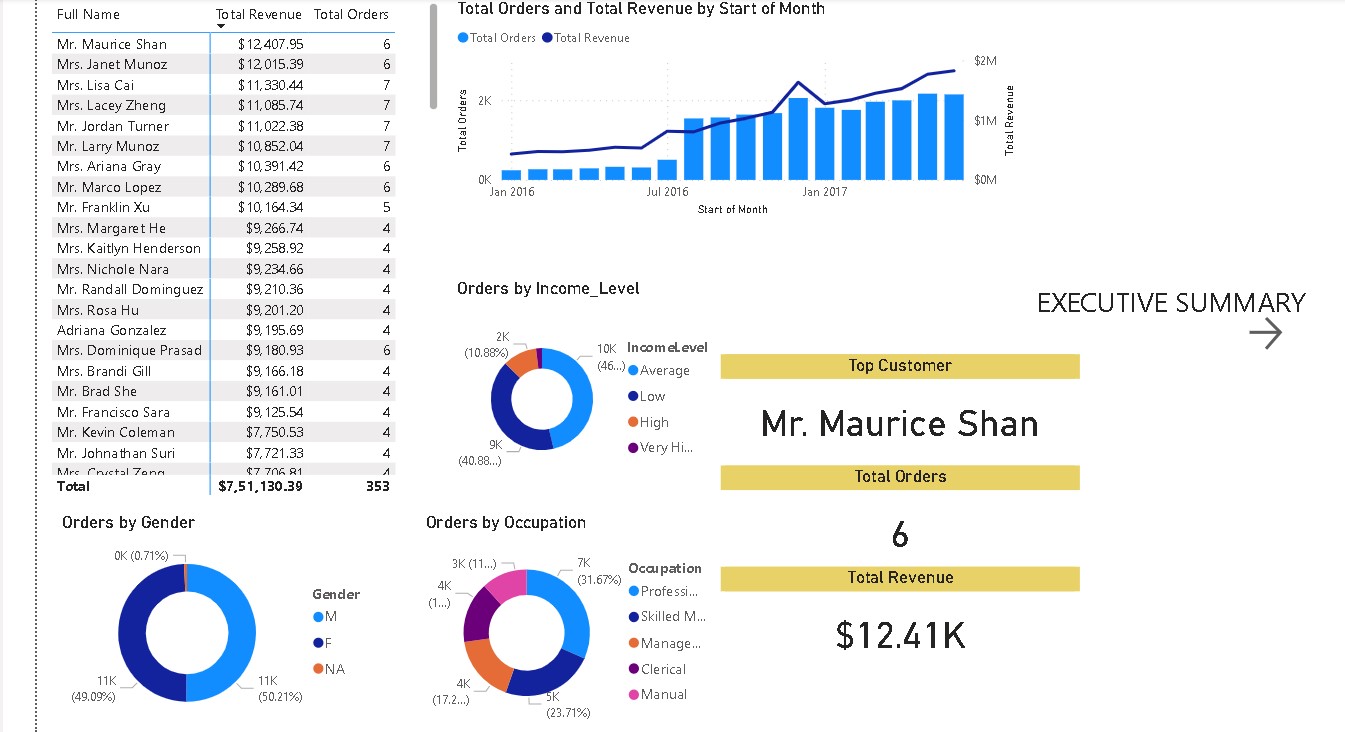 Full Name Total Revenue Total Orders
Mr. Maurice Shan $12,407.95 6
Mrs. Janet Munoz $12,015.39 6
Mrs. Lisa Cai $11,330.44 7
Mrs. Lacey Zheng $11,085.74 7
Mr. Jordan Turner $11,022.38 7
Mr. Larry Munoz $10,852.04 7
Mrs. Ariana Gray $10,391.42 6
Mr. Marco Lopez $10,289.68 6
Mr. Franklin Xu $10,164.34 5
Mrs. Margaret He $9,266.74 4
Mrs. Kaitlyn Henderson $9,258.92 4
Mrs. Nichole Nara $9,234.66 4
Mr. Randall Dominguez $9,210.36 4
Mrs. Rosa Hu $9,201.20 4
Adriana Gonzalez $9,195.69 4
Mrs. Dominique Prasad $9,180.93 6
Mrs. Brandi Gill $9,166.18 4
Mr. Brad She $9,161.01 4
Mr. Francisco Sara $9,125.54 4
Mr. Kevin Coleman $7,750.53 4
Mr. Johnathan Suri $7,721.33 4
Mrs. Crystal Zeng $7,706.81 4
Total $7,51,130.39 353
Total Orders and Total Revenue by Start of Month
Total Orders Total Revenue
Total Orders
2K
0K
$2M
$1M
$0M
Total Revenue
Jan 2016 Jul 2016 Jan 2017
Start of Month
Orders by Income_Level
2K
(10.88%)
10K
(46...)
9K
(40.88...)
IncomeLevel
Average
Low
High
Very Hi...
EXECUTIVE SUMMARY
Top Customer
Mr. Maurice Shan
Total Orders
6
Total Revenue
$12.41K
Orders by Gender
0K (0.71%)
11K
(49.09%)
11K
(50.21%)
Gender
M
F
NA
Orders by Occupation
3K (11...)
7K
(31.67%)
4K
(1...)
4K
(17.2...)
5K
(23.71%)
Occupation
Professi...
Skilled M...
Manage...
Clerical
Manual